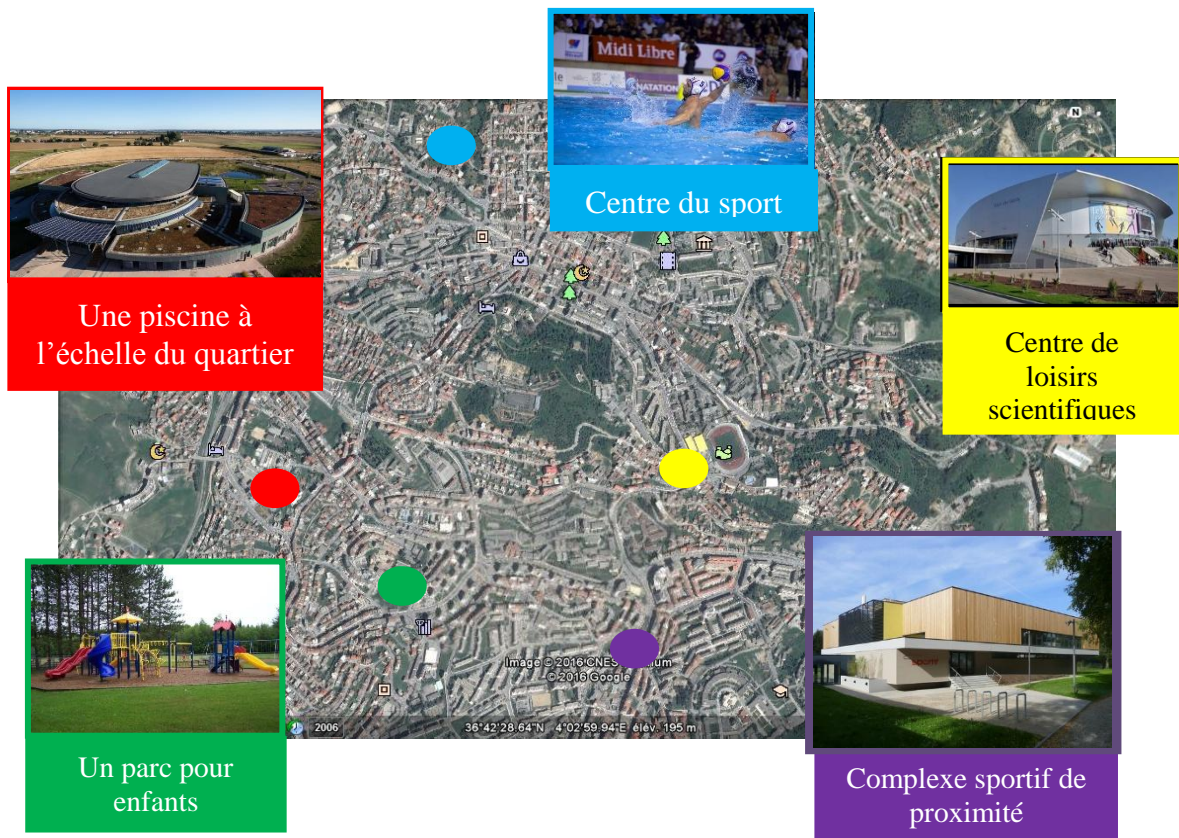 Midi Libre
NATATION
Centre du sport
N
Une piscine à
l'échelle du quartier
Centre de
loisirs
scientifiques
Image © 2016 CNES
© 2016 Google
2006
36°42'28.64"N 4°02'59.94"E élév. 195 m
Un parc pour
enfants
Complexe sportif de
proximité